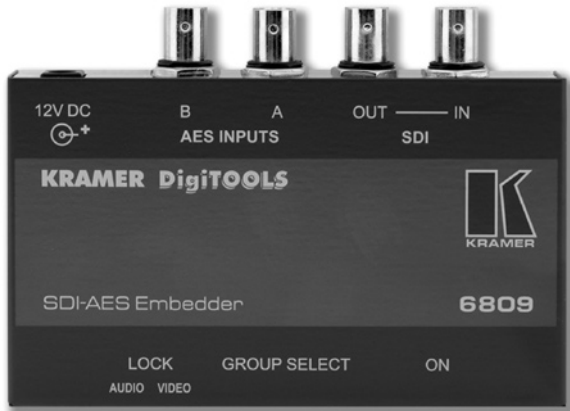 12V DC
B A OUT IN
AES INPUTS SDI
KRAMER DigiTOOLS
K
KRAMER
SDI-AES Embedder 6809
LOCK GROUP SELECT ON
AUDIO VIDEO